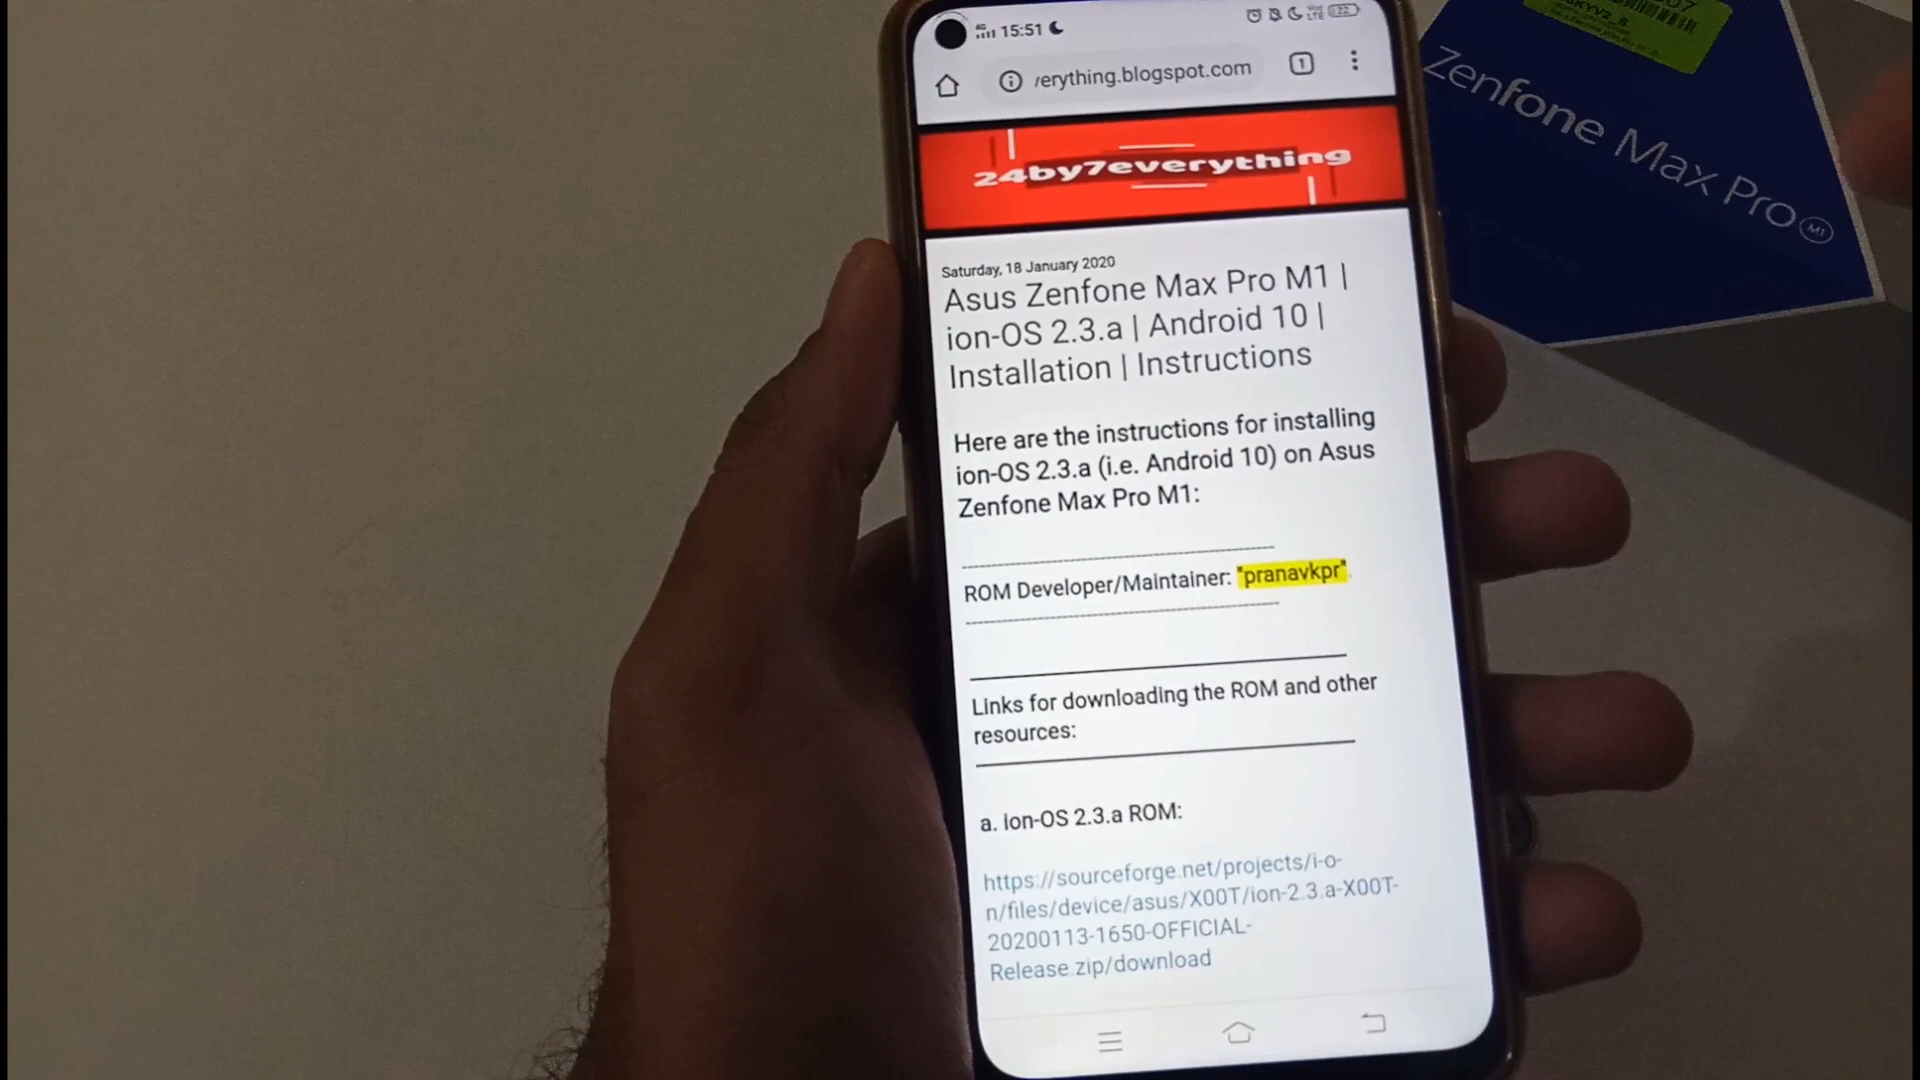 4G 15:51
VoLTE 22
/erything.blogspot.com
1
24by7everything
Saturday, 18 January 2020
Asus Zenfone Max Pro M1 |
ion-OS 2.3.a | Android 10 |
Installation | Instructions
Here are the instructions for installing
ion-OS 2.3.a (i.e. Android 10) on Asus
Zenfone Max Pro M1:
ROM Developer/Maintainer: "pranavkpr".
Links for downloading the ROM and other
resources:
a. ion-OS 2.3.a ROM:
https://sourceforge.net/projects/i-o-
n/files/device/asus/X00T/ion-2.3.a-X00T-
20200113-1650-OFFICIAL-
Release.zip/download
Zenfone Max Pro M1